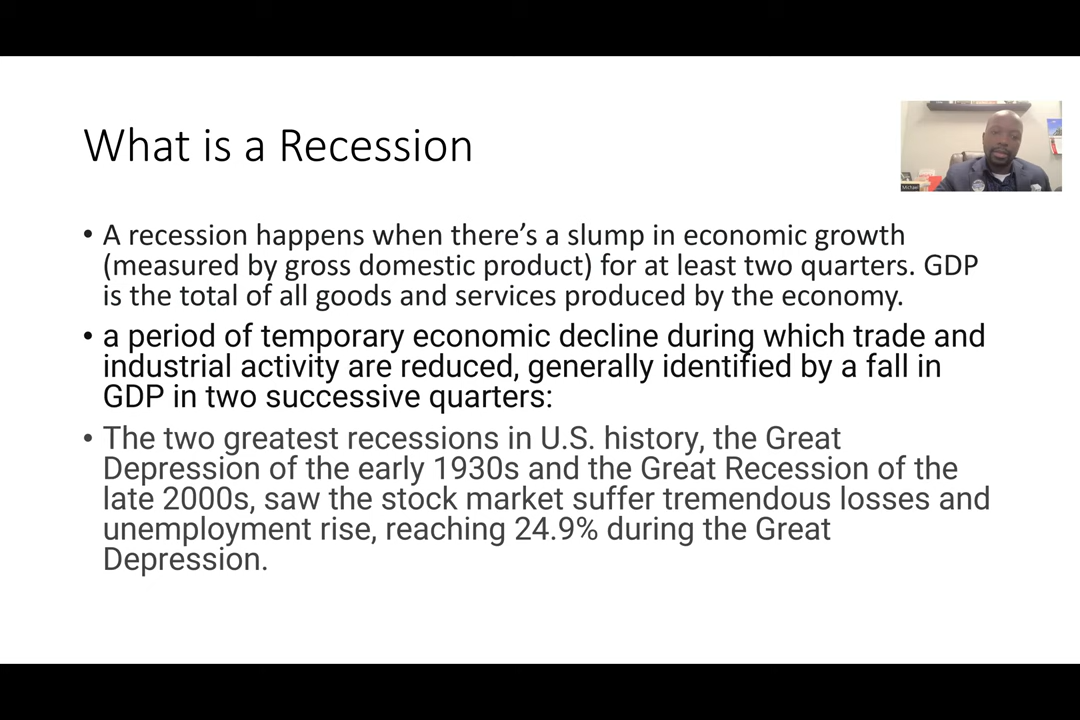 What is a Recession
Michael
• A recession happens when there’s a slump in economic growth
(measured by gross domestic product) for at least two quarters. GDP
is the total of all goods and services produced by the economy.
• a period of temporary economic decline during which trade and
industrial activity are reduced, generally identified by a fall in
GDP in two successive quarters:
• The two greatest recessions in U.S. history, the Great
Depression of the early 1930s and the Great Recession of the
late 2000s, saw the stock market suffer tremendous losses and
unemployment rise, reaching 24.9% during the Great
Depression.